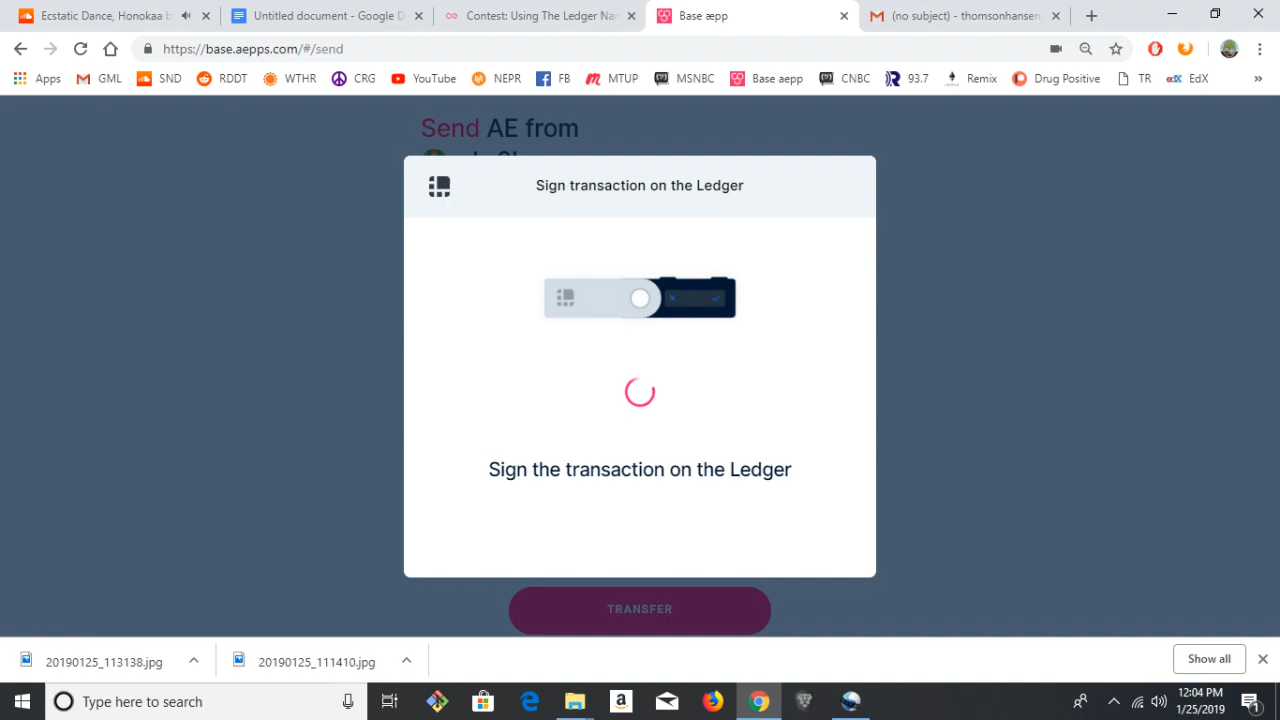 Ecstatic Dance, Honokaa b
Untitled document - Google D
Contest: Using The Ledger Na
Base æpp
(no subject) - thomsonhansen.
https://base.aepps.com/#/send
Apps GML SND RDDT WTHR CRG YouTube NEPR FB MTUP MSNBC Base aepp CNBC 93.7 Remix Drug Positive TR edX EdX »
Send AE from
Sign transaction on the Ledger
Sign the transaction on the Ledger
TRANSFER
20190125_113138.jpg
20190125_111410.jpg
Show all
Type here to search
12:04 PM
1/25/2019
1